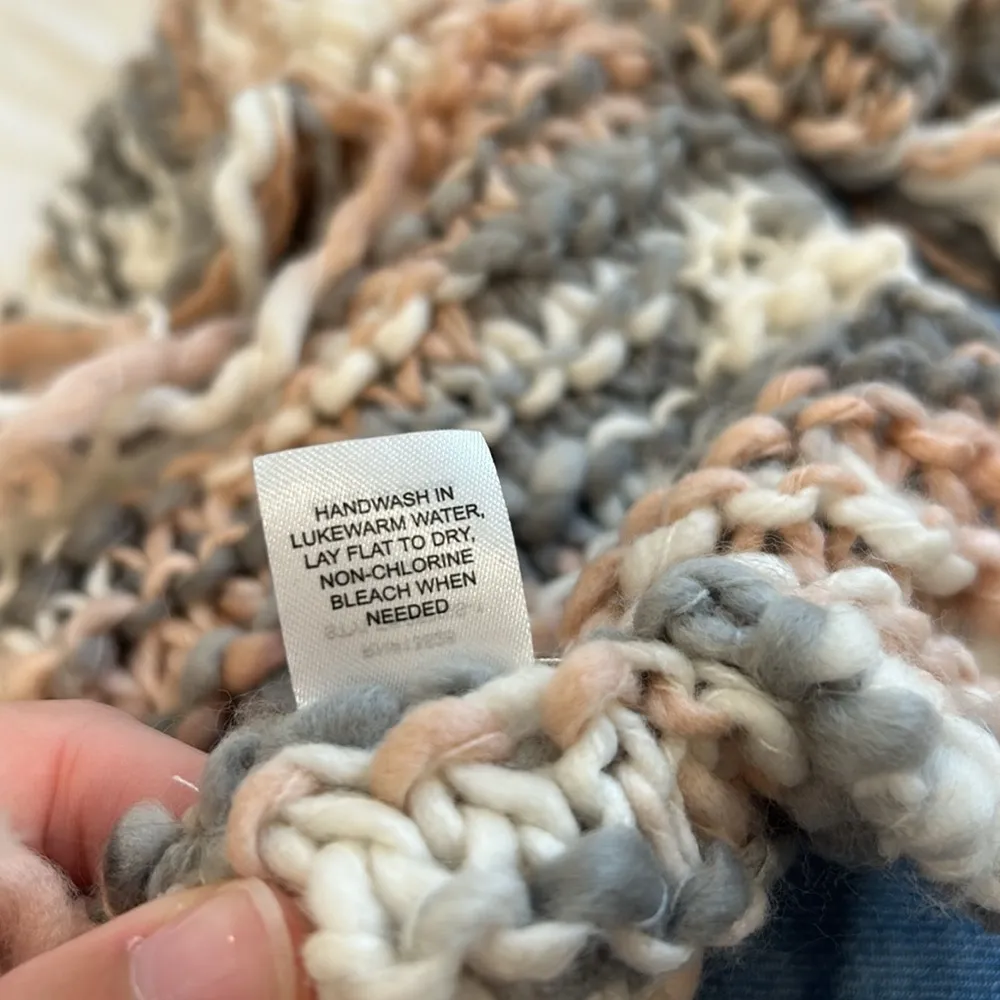 HANDWASH IN
LUKEWARM WATER,
LAY FLAT TO DRY,
NON-CHLORINE
BLEACH WHEN
NEEDED